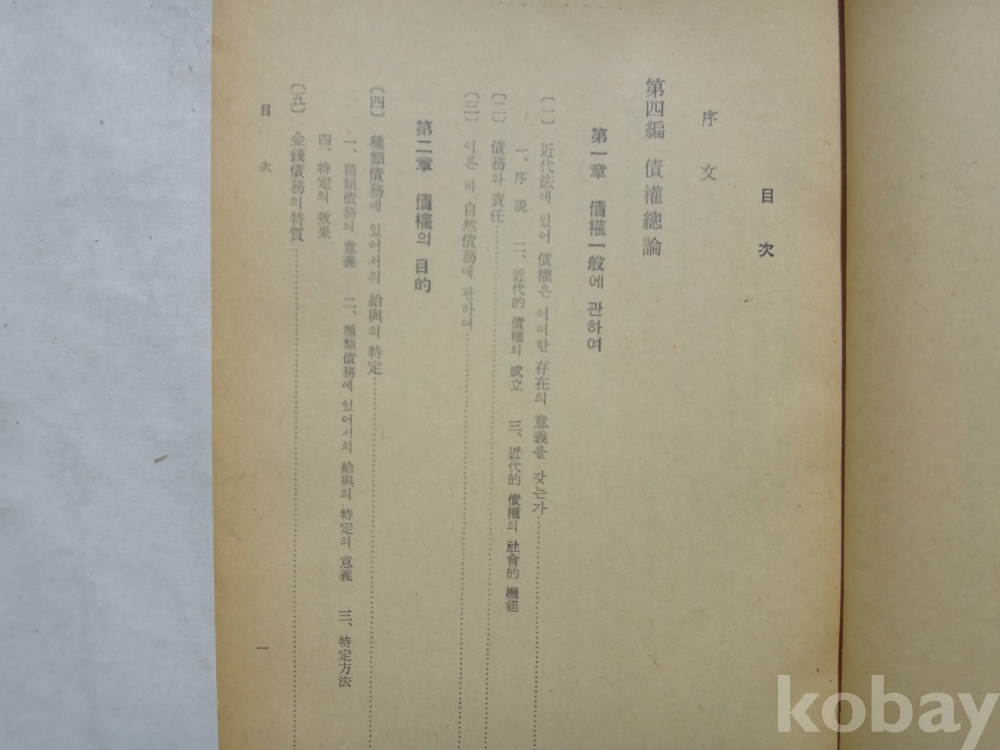 目 次
序 文
第四編 債權總論
第一章 債權一般에 관하여
〔一〕 近代法에 있어 債權은 어떠한 存在의 意義를 갖는가
一、序 說 二、近代的 債權의 成立 三、近代的 債權의 社會的 機能
〔二〕 債務와 責任
〔三〕 이른 바 自然債務에 관하여
第二章 債權의 目的
〔四〕 種類債務에 있어서의 給與의 特定
一、種類債務의 意義 二、種類債務에 있어서의 給與의 特定의 意義 三、特定方法
四、特定의 效果
〔五〕 金錢債務의 特質
目 次 一
kobay